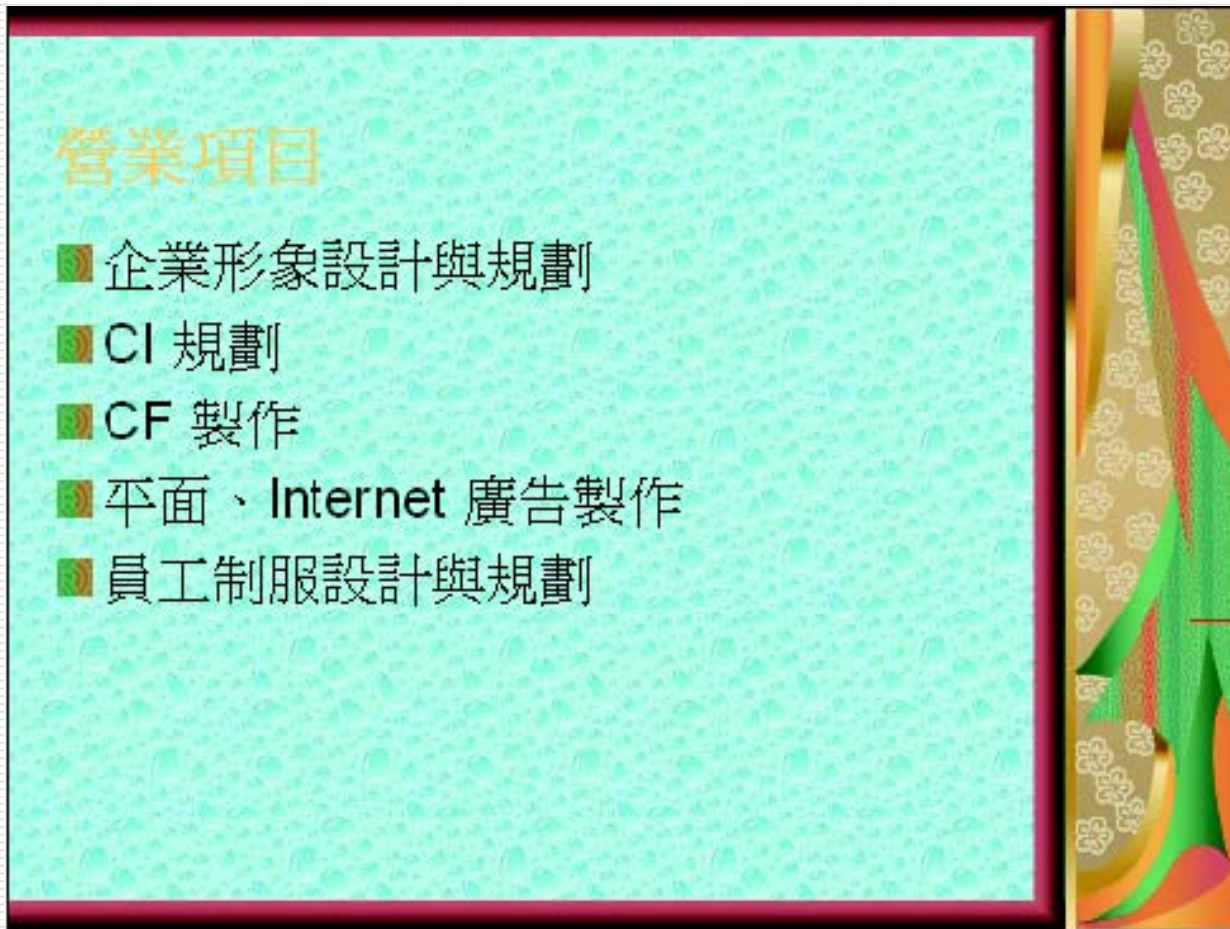 營業項目
企業形象設計與規劃
CI 規劃
CF 製作
平面、Internet 廣告製作
員工制服設計與規劃